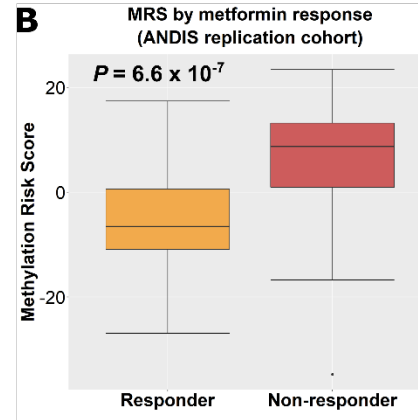 B
MRS by metformin response
(ANDIS replication cohort)
P = 6.6 x 10⁻⁷
Methylation Risk Score
20
0
-20
Responder Non-responder